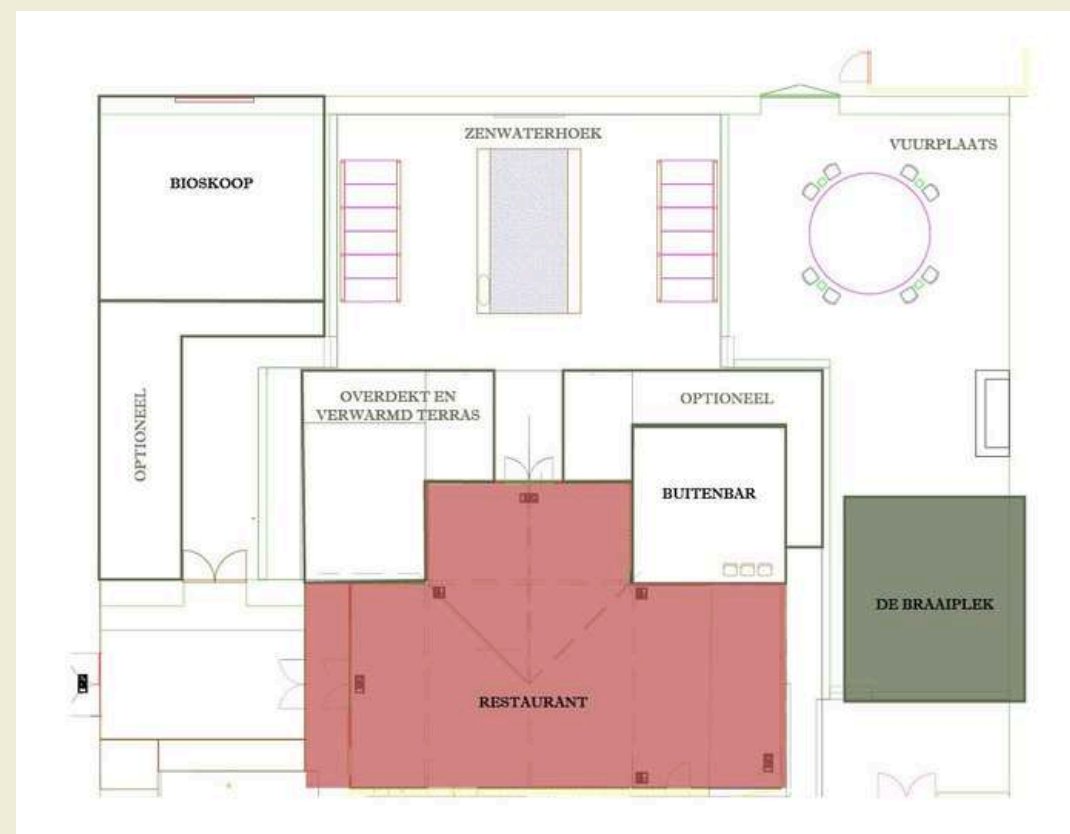 ZENWATERHOEK
VUURPLAATS
BIOSKOOP
OVERDEKT EN
VERWARMD TERRAS
OPTIONEEL
OPTIONEEL
BUITENBAR
DE BRAAIPLEK
RESTAURANT